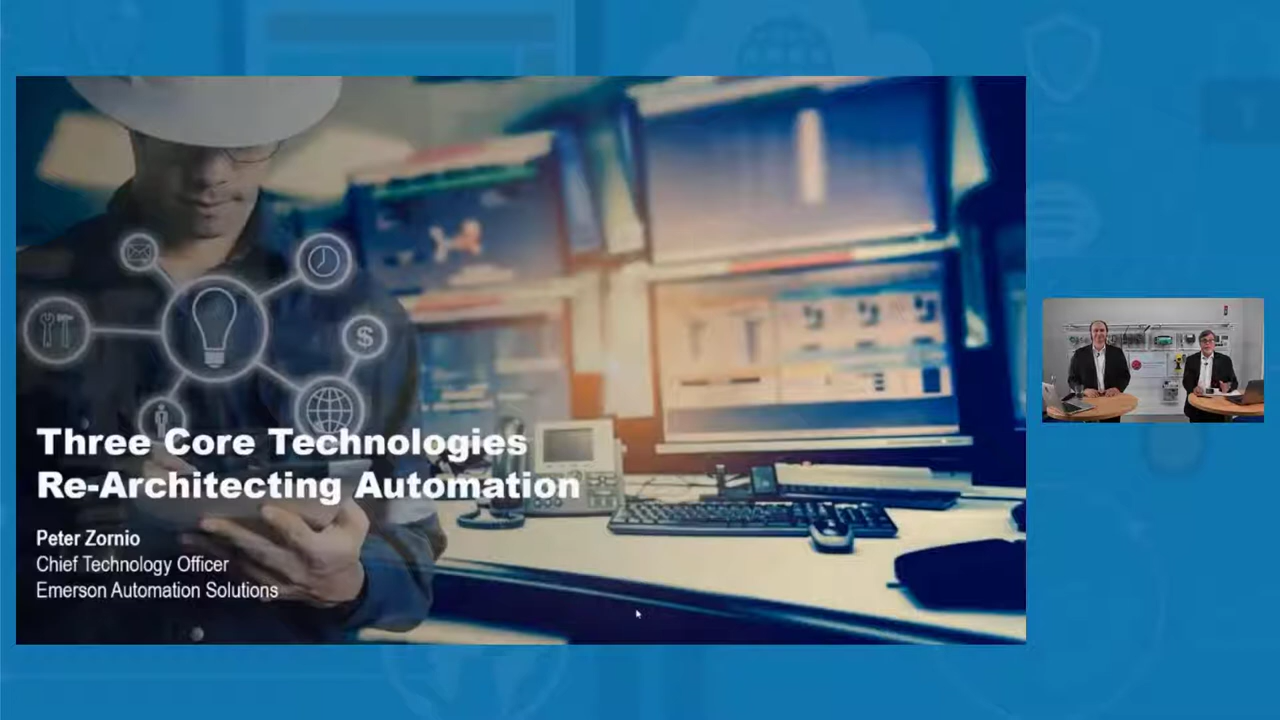 Three Core Technologies
Re-Architecting Automation
Peter Zornio
Chief Technology Officer
Emerson Automation Solutions
$